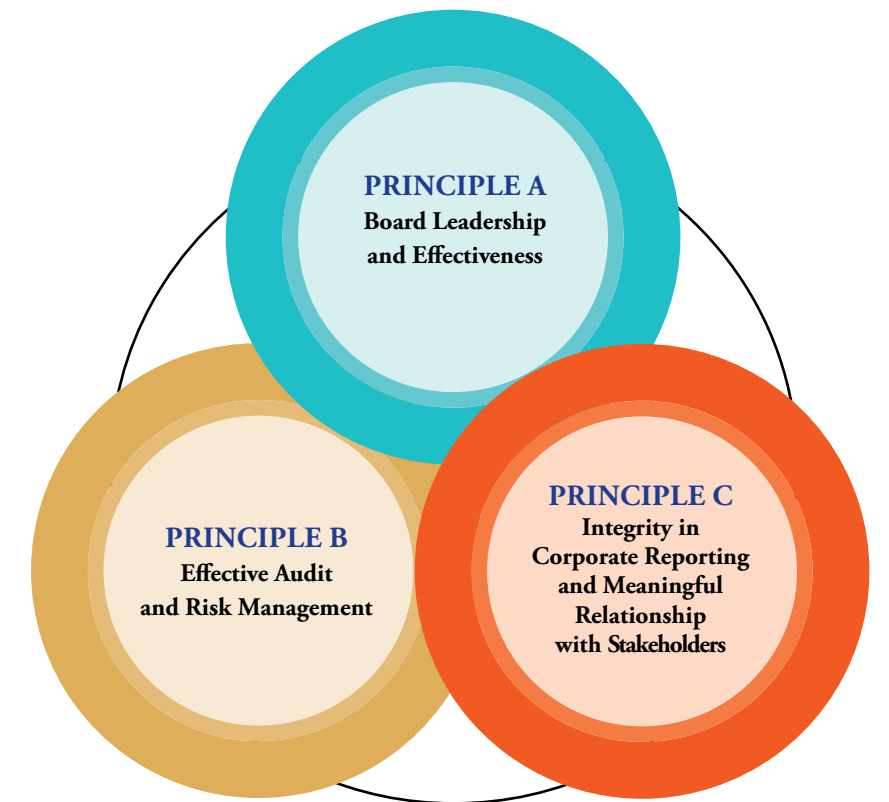 PRINCIPLE A
Board Leadership
and Effectiveness
PRINCIPLE B
Effective Audit
and Risk Management
PRINCIPLE C
Integrity in
Corporate Reporting
and Meaningful
Relationship
with Stakeholders